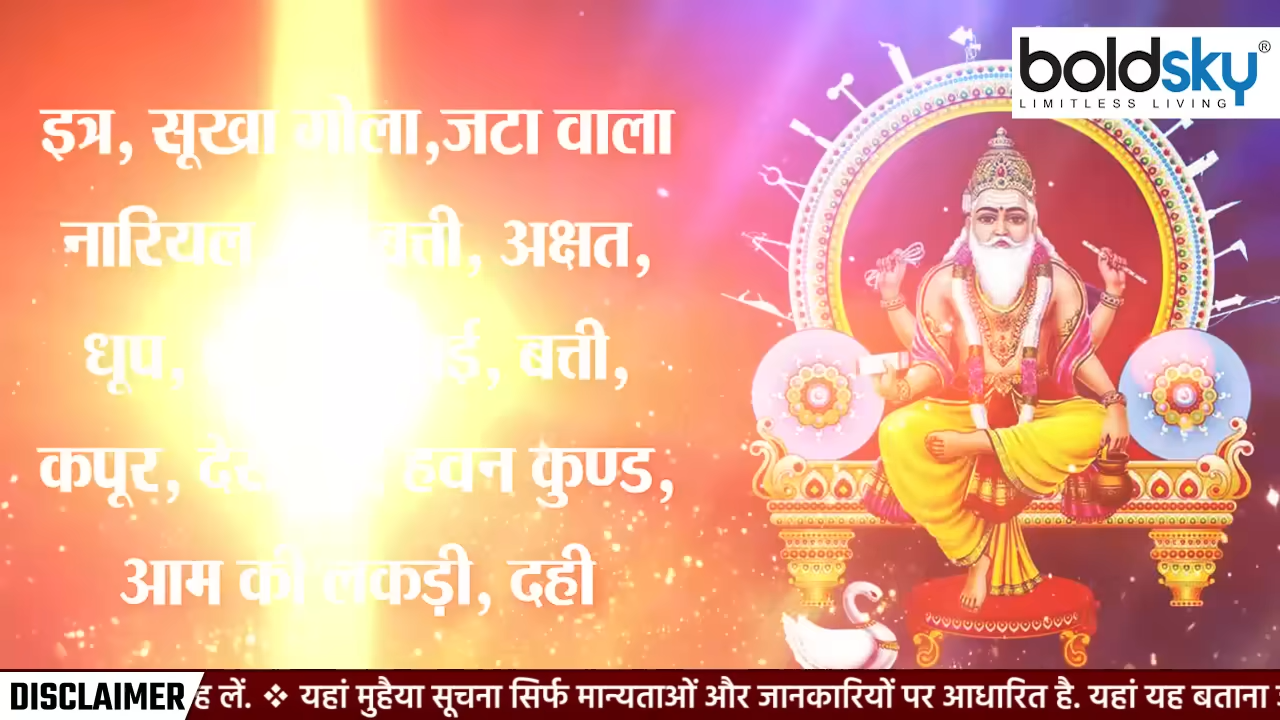 boldsky®
LIMITLESS LIVING
इत्र, सूखा गोला,जटा वाला
नारियल अक्षत,
धूप, बत्ती,
कपूर, हवन कुण्ड,
आम की लकड़ी, दही
DISCLAIMER
लें. ❖ यहां मुहैया सूचना सिर्फ मान्यताओं और जानकारियों पर आधारित है. यहां यह बताना